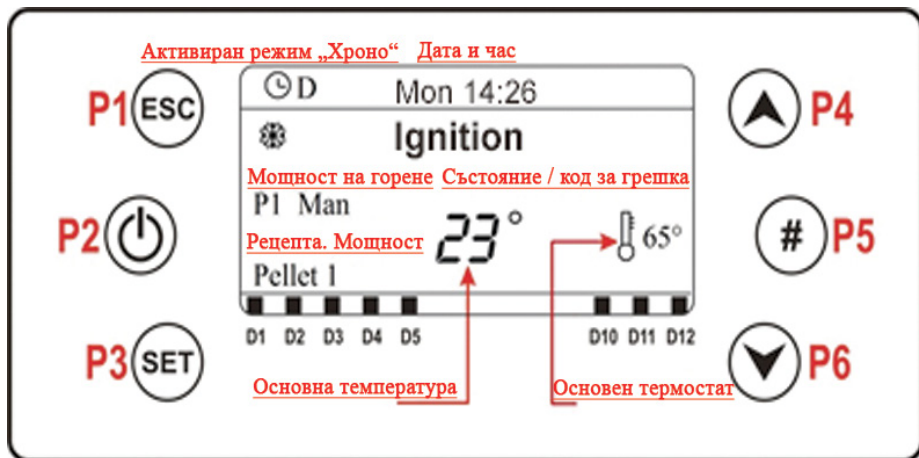 Активиран режим „Хроно“ Дата и час
P1 ESC D Mon 14:26 P4
Ignition
Мощност на горене Състояние / код за грешка
P1 Man
P2 Рецепта. Мощност 23° 65° # P5
Pellet 1
D1 D2 D3 D4 D5 D10 D11 D12
P3 SET Основна температура Основен термостат P6